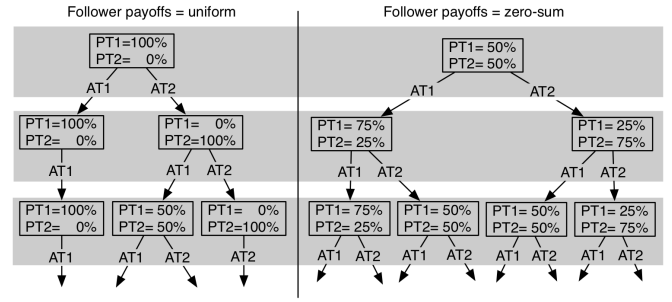 Follower payoffs = uniform
Follower payoffs = zero-sum
PT1=100%
PT2= 0%
PT1= 50%
PT2= 50%
AT1 AT2
AT1 AT2
PT1=100%
PT2= 0%
PT1= 0%
PT2=100%
PT1= 75%
PT2= 25%
PT1= 25%
PT2= 75%
AT1 AT1 AT2
AT1 AT2 AT1 AT2
PT1=100%
PT2= 0%
PT1= 50%
PT2= 50%
PT1= 0%
PT2=100%
PT1= 75%
PT2= 25%
PT1= 50%
PT2= 50%
PT1= 50%
PT2= 50%
PT1= 25%
PT2= 75%
AT1 AT1 AT2 AT2
AT1 AT2 AT1 AT2 AT1 AT2 AT1 AT2